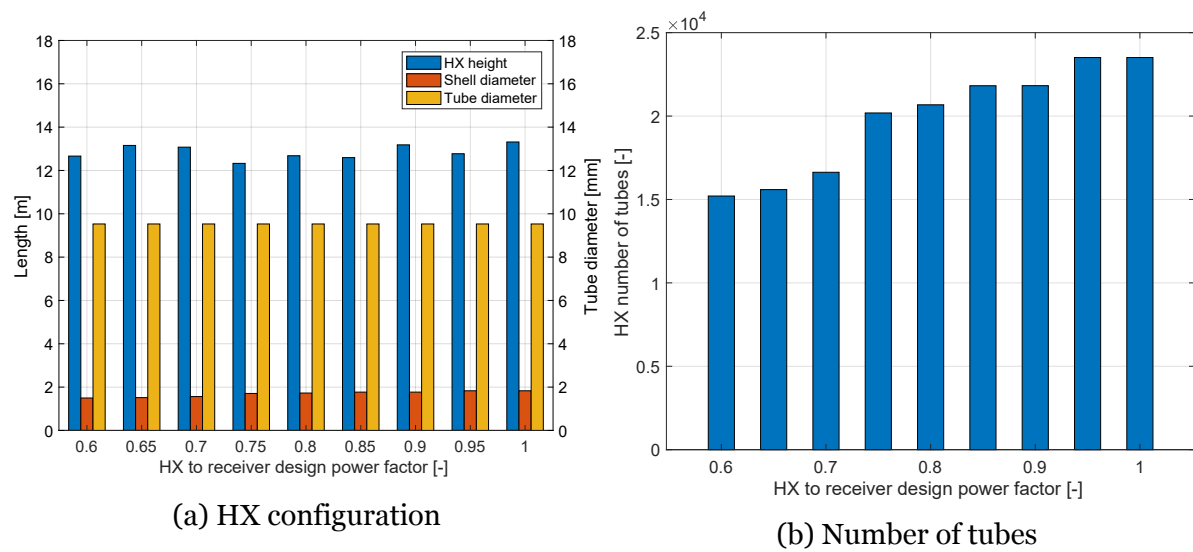 18
16
14
12
10
8
6
4
2
0
Length [m]
HX height
Shell diameter
Tube diameter
18
16
14
12
10
8
6
4
2
0
Tube diameter [mm]
0.6 0.65 0.7 0.75 0.8 0.85 0.9 0.95 1
HX to receiver design power factor [-]
(a) HX configuration
×10⁴
2.5
2
1.5
1
0.5
0
HX number of tubes [-]
0.6 0.7 0.8 0.9 1
HX to receiver design power factor [-]
(b) Number of tubes